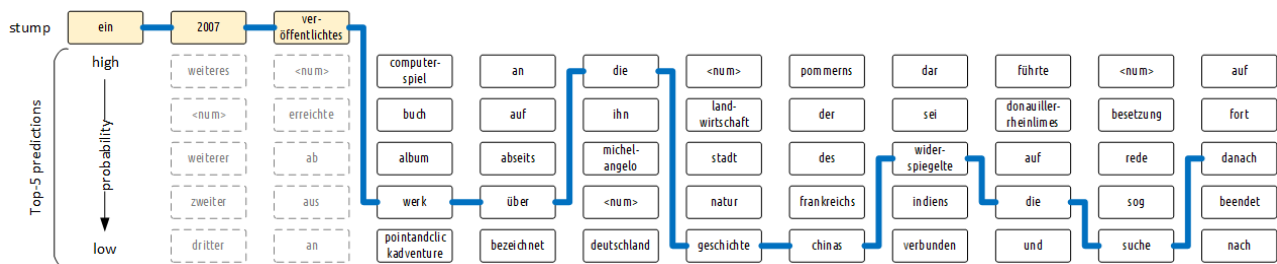 stump ein 2007 ver-
öffentlichtes
high weiteres <num> computer-
spiel an die <num> pommerns dar führte <num> auf
<num> erreichte buch auf ihn land-
wirtschaft der sei donauiller-
rheinlimes besetzung fort
weiterer ab album abseits michel-
angelo stadt des wider-
spiegelte auf rede danach
zweiter aus werk über <num> natur frankreichs indiens die sog beendet
low dritter an pointandclic
kadventure bezeichnet deutschland geschichte chinas verbunden und suche nach
Top-5 predictions
probability